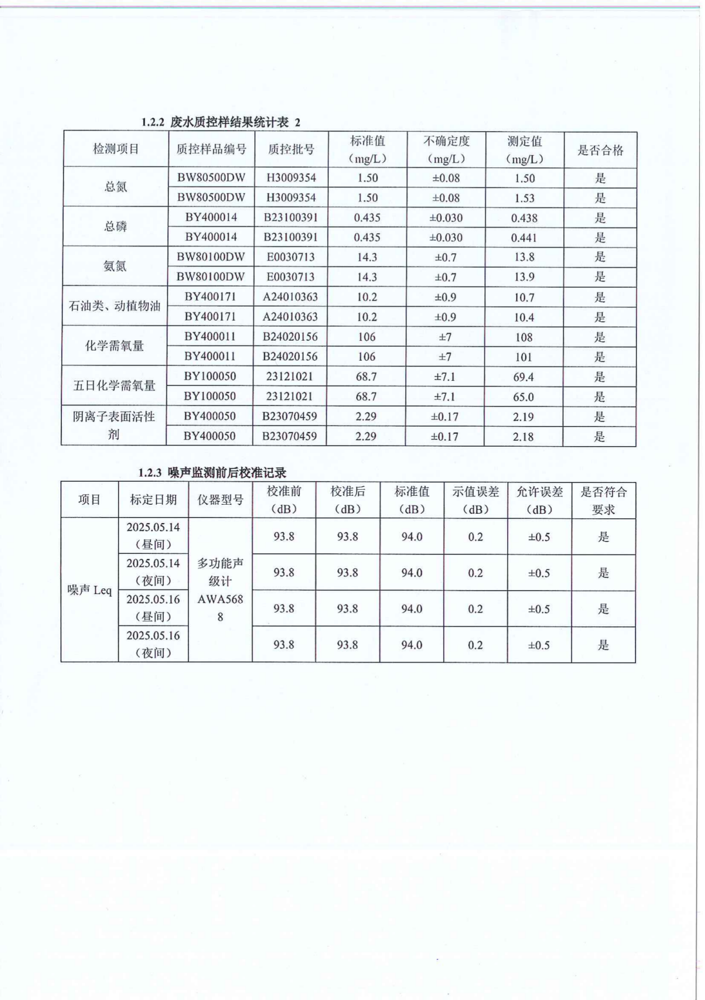 1.2.2 废水质控样结果统计表 2
检测项目 质控样品编号 质控批号 标准值（mg/L） 不确定度（mg/L） 测定值（mg/L） 是否合格
总氮 BW80500DW H3009354 1.50 ±0.08 1.50 是
BW80500DW H3009354 1.50 ±0.08 1.53 是
总磷 BY400014 B23100391 0.435 ±0.030 0.438 是
BY400014 B23100391 0.435 ±0.030 0.441 是
氨氮 BW80100DW E0030713 14.3 ±0.7 13.8 是
BW80100DW E0030713 14.3 ±0.7 13.9 是
石油类、动植物油 BY400171 A24010363 10.2 ±0.9 10.7 是
BY400171 A24010363 10.2 ±0.9 10.4 是
化学需氧量 BY400011 B24020156 106 ±7 108 是
BY400011 B24020156 106 ±7 101 是
五日化学需氧量 BY100050 23121021 68.7 ±7.1 69.4 是
BY100050 23121021 68.7 ±7.1 65.0 是
阴离子表面活性剂 BY400050 B23070459 2.29 ±0.17 2.19 是
BY400050 B23070459 2.29 ±0.17 2.18 是
1.2.3 噪声监测前后校准记录
项目 标定日期 仪器型号 校准前（dB） 校准后（dB） 标准值（dB） 示值误差（dB） 允许误差（dB） 是否符合要求
噪声 Leq 2025.05.14（昼间） 多功能声级计 AWA5688 93.8 93.8 94.0 0.2 ±0.5 是
2025.05.14（夜间） 93.8 93.8 94.0 0.2 ±0.5 是
2025.05.16（昼间） 93.8 93.8 94.0 0.2 ±0.5 是
2025.05.16（夜间） 93.8 93.8 94.0 0.2 ±0.5 是